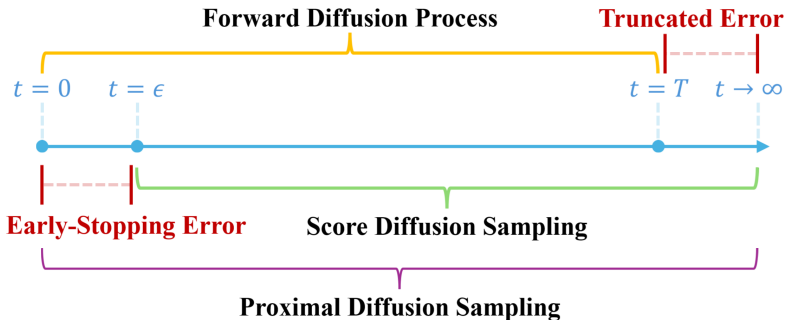 Forward Diffusion Process
Truncated Error
t = 0
t = ϵ
t = T
t → ∞
Early-Stopping Error
Score Diffusion Sampling
Proximal Diffusion Sampling